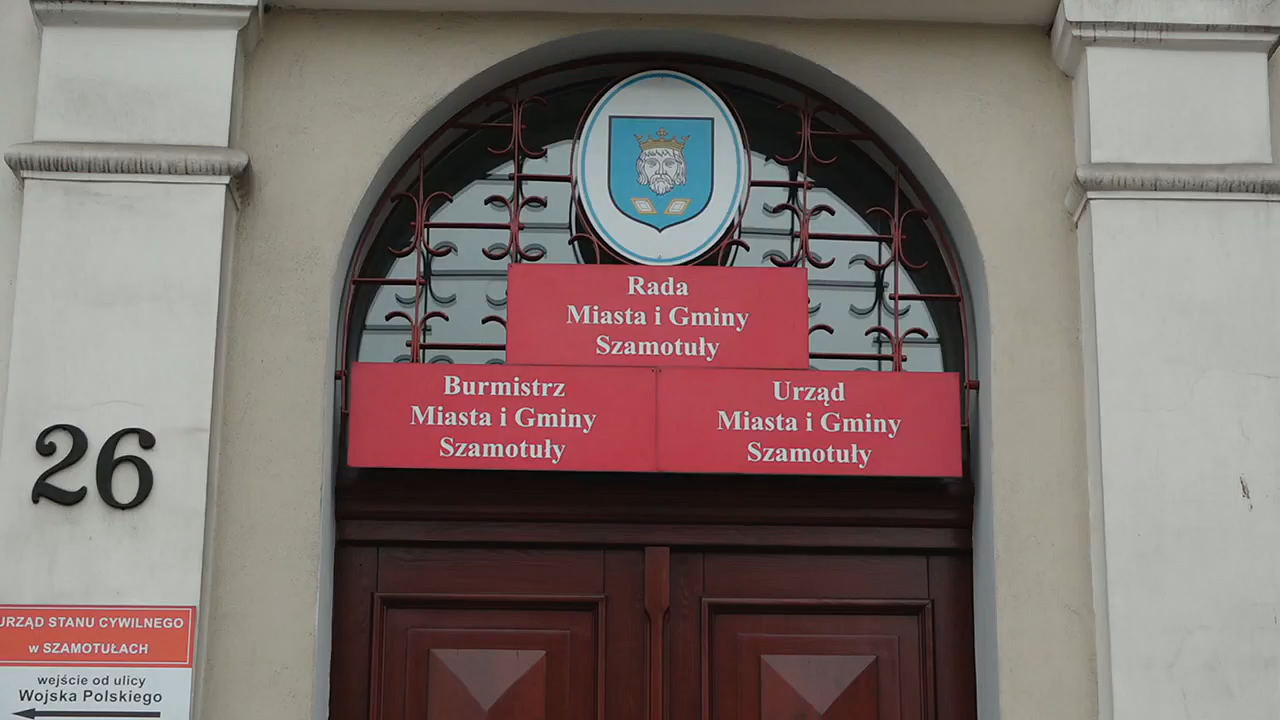 Rada
Miasta i Gminy
Szamotuły
Burmistrz
Miasta i Gminy
Szamotuły
Urząd
Miasta i Gminy
Szamotuły
26
URZĄD STANU CYWILNEGO
w SZAMOTUŁACH
wejście od ulicy
Wojska Polskiego